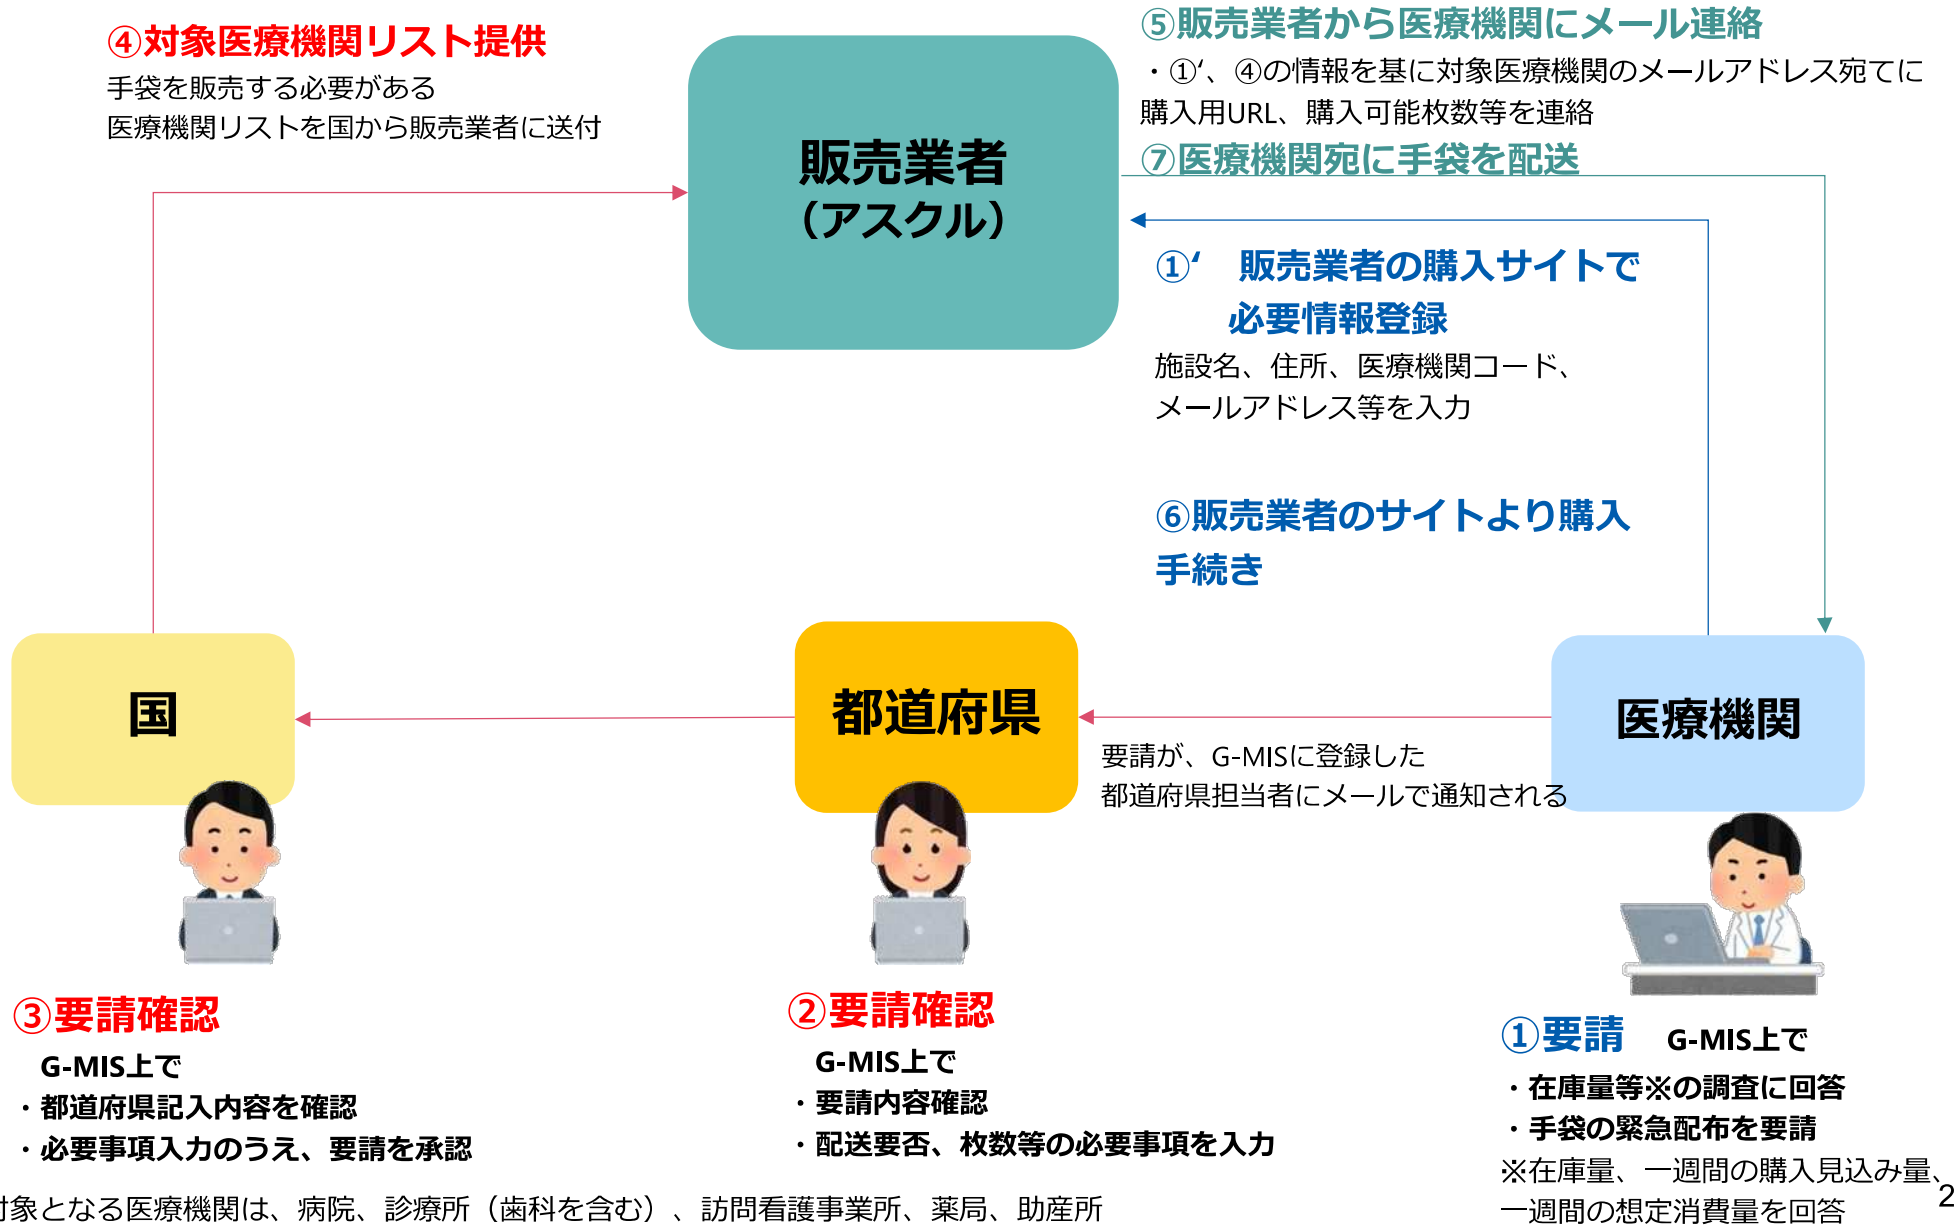 ④対象医療機関リスト提供
手袋を販売する必要がある
医療機関リストを国から販売業者に送付
販売業者
（アスクル）
⑤販売業者から医療機関にメール連絡
・①‘、④の情報を基に対象医療機関のメールアドレス宛てに
購入用URL、購入可能枚数等を連絡
⑦医療機関宛に手袋を配送
①‘　販売業者の購入サイトで
必要情報登録
施設名、住所、医療機関コード、
メールアドレス等を入力
⑥販売業者のサイトより購入
手続き
国
都道府県
医療機関
要請が、G-MISに登録した
都道府県担当者にメールで通知される
③要請確認
G-MIS上で
・都道府県記入内容を確認
・必要事項入力のうえ、要請を承認
②要請確認
G-MIS上で
・要請内容確認
・配送要否、枚数等の必要事項を入力
①要請　G-MIS上で
・在庫量等※の調査に回答
・手袋の緊急配布を要請
※在庫量、一週間の購入見込み量、
一週間の想定消費量を回答
対象となる医療機関は、病院、診療所（歯科を含む）、訪問看護事業所、薬局、助産所
2